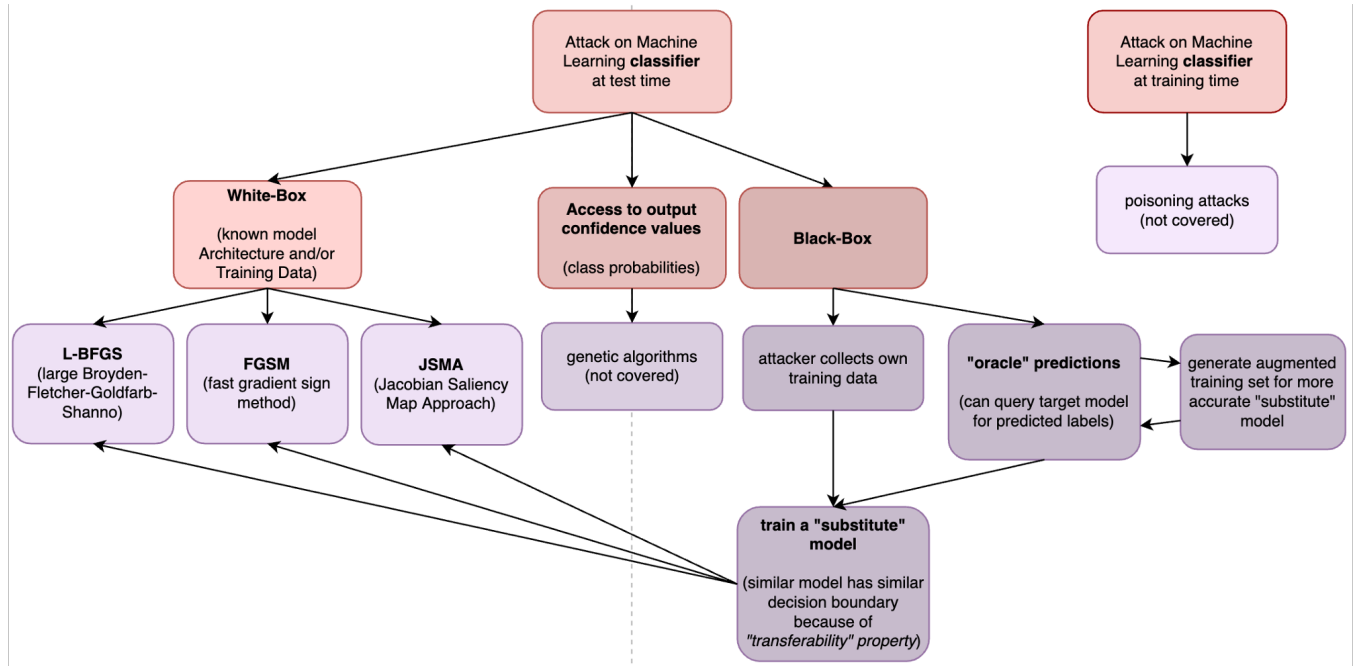 Attack on Machine
Learning classifier
at test time
Attack on Machine
Learning classifier
at training time
White-Box
(known model
Architecture and/or
Training Data)
Access to output
confidence values
(class probabilities)
Black-Box
poisoning attacks
(not covered)
L-BFGS
(large Broyden-
Fletcher-Goldfarb-
Shanno)
FGSM
(fast gradient sign
method)
JSMA
(Jacobian Saliency
Map Approach)
genetic algorithms
(not covered)
attacker collects own
training data
"oracle" predictions
(can query target model
for predicted labels)
generate augmented
training set for more
accurate "substitute"
model
train a "substitute"
model
(similar model has similar
decision boundary
because of
"transferability" property)